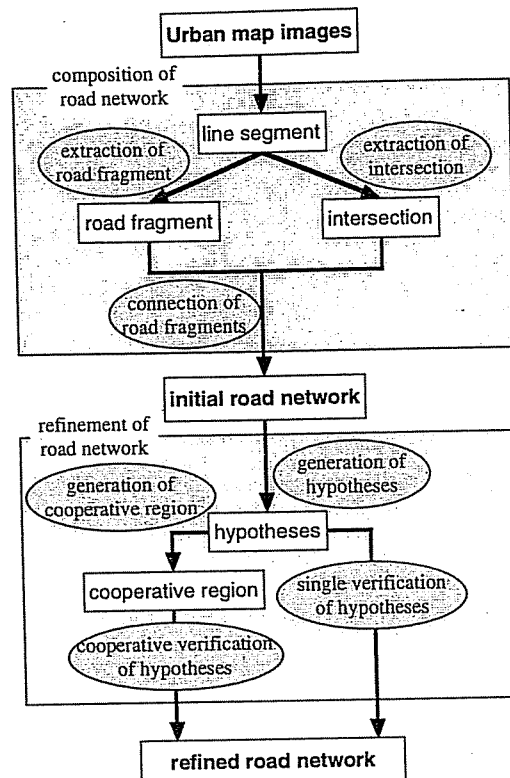 Urban map images
composition of
road network
line segment
extraction of
road fragment
extraction of
intersection
road fragment
intersection
connection of
road fragments
initial road network
refinement of
road network
generation of
hypotheses
generation of
cooperative region
hypotheses
cooperative region
single verification
of hypotheses
cooperative verification
of hypotheses
refined road network